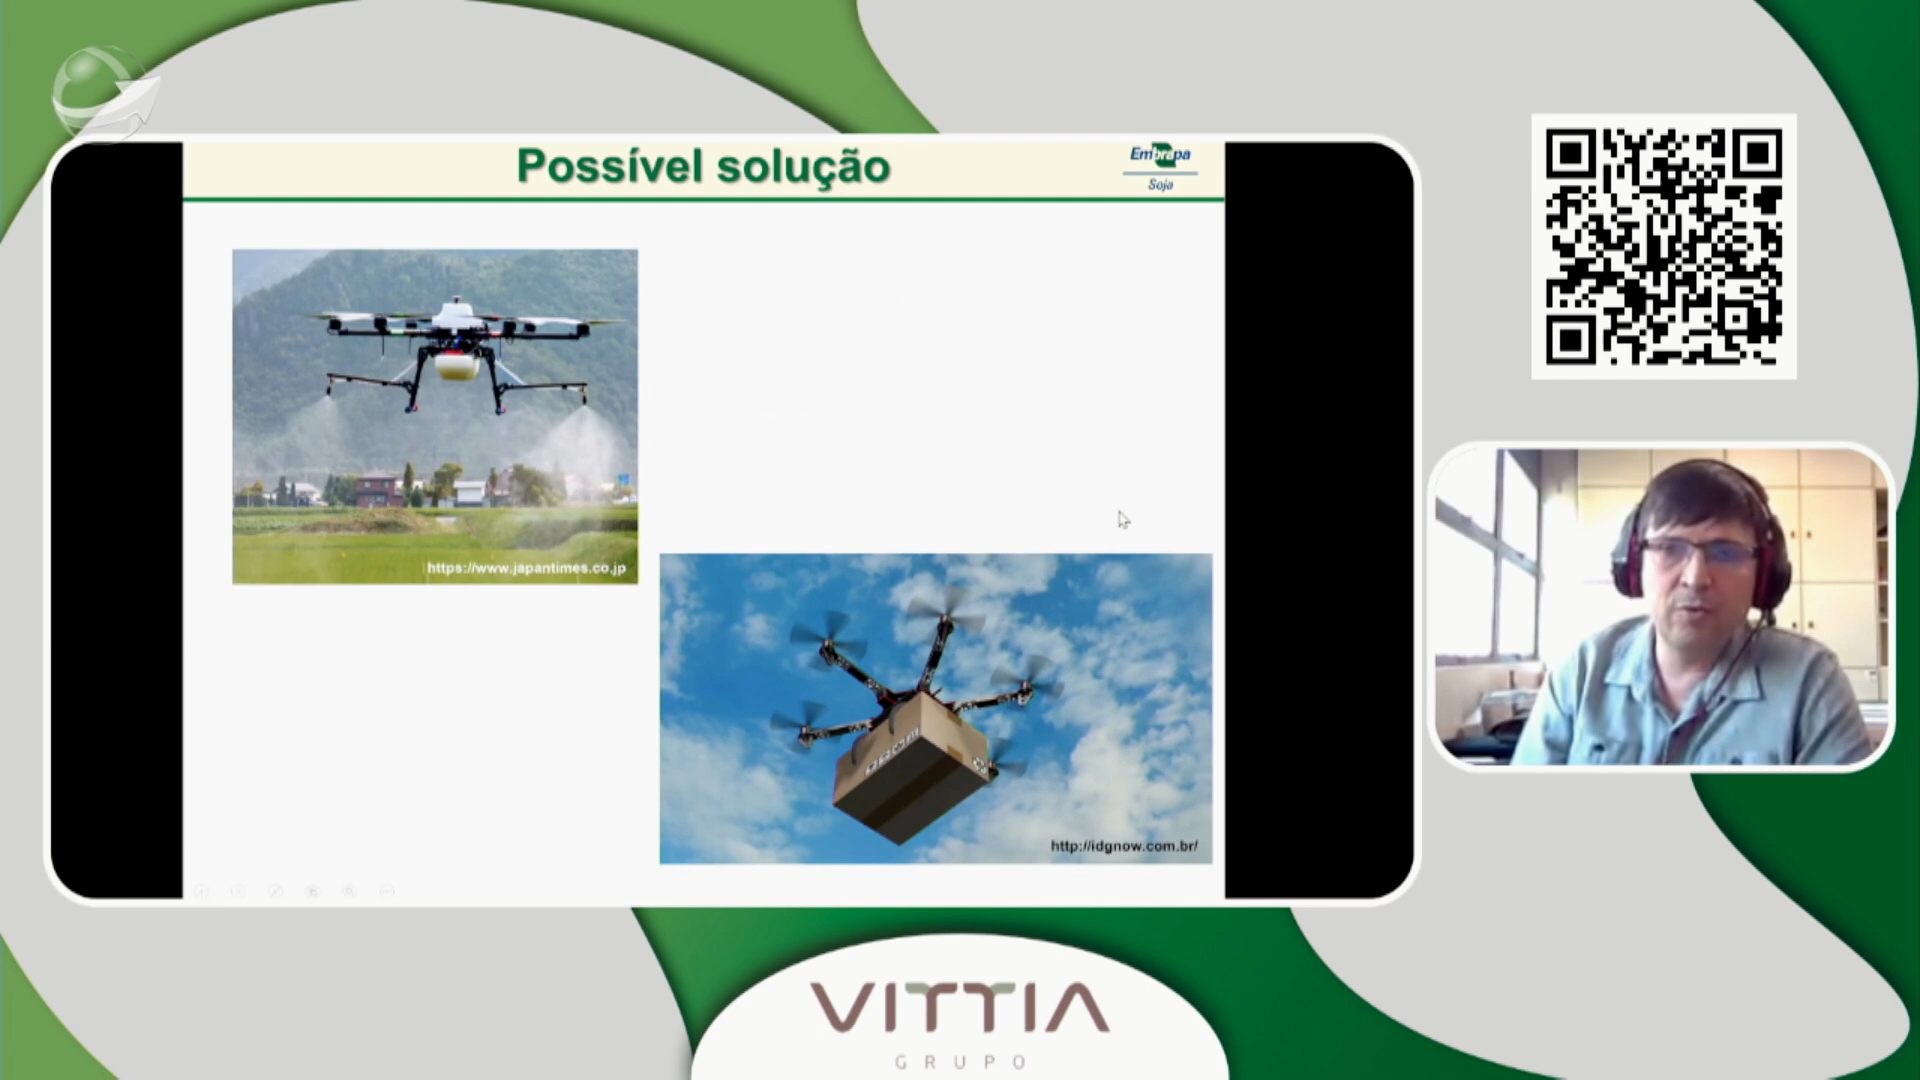 Possível solução
Embrapa
Soja
https://www.japantimes.co.jp
http://idgnow.com.br/
VITTIA
GRUPO